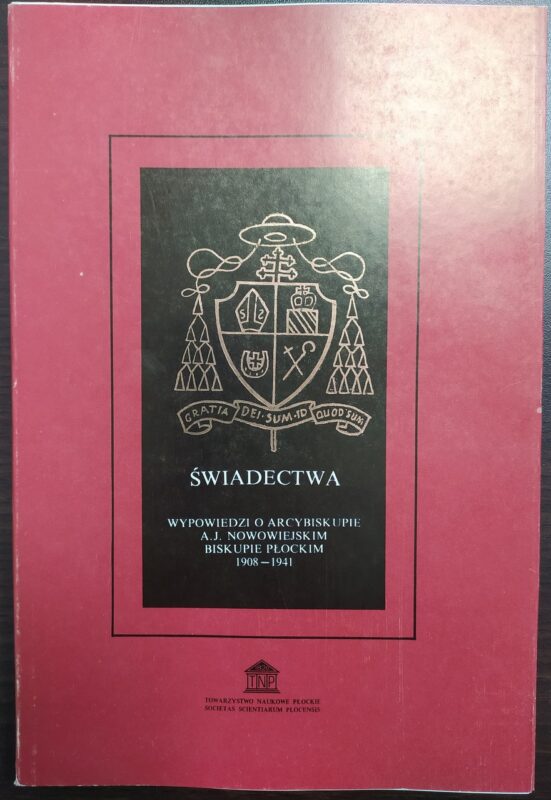 S S
GRATIA DEI · SUM · ID QUOD SUM
ŚWIADECTWA
WYPOWIEDZI O ARCYBISKUPIE
A.J. NOWOWIEJSKIM
BISKUPIE PŁOCKIM
1908—1941
TNP
TOWARZYSTWO NAUKOWE PŁOCKIE
SOCIETAS SCIENTIARUM PLOCENSIS